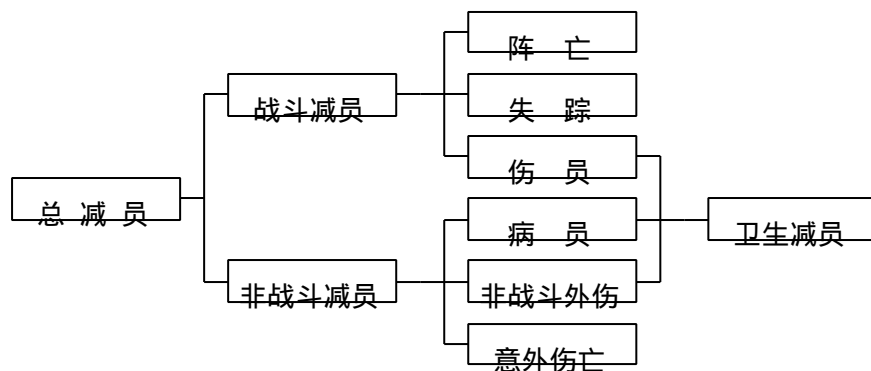 阵 亡
战斗减员
失 踪
伤 员
总 减 员
病 员
卫生减员
非战斗减员
非战斗外伤
意外伤亡